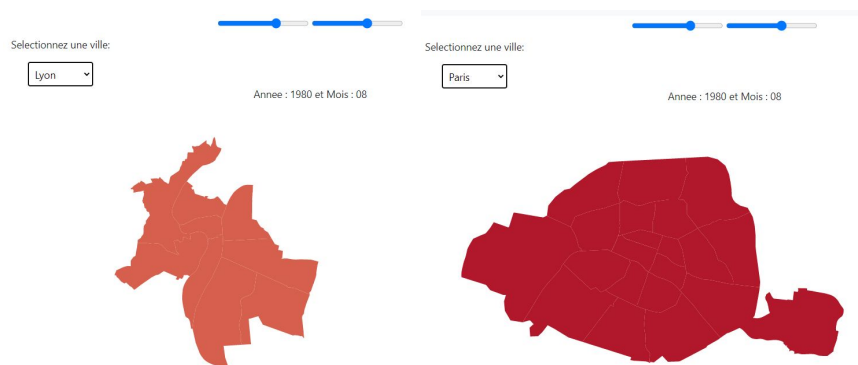 Selectionnez une ville:
Lyon
Annee : 1980 et Mois : 08
Selectionnez une ville:
Paris
Annee : 1980 et Mois : 08